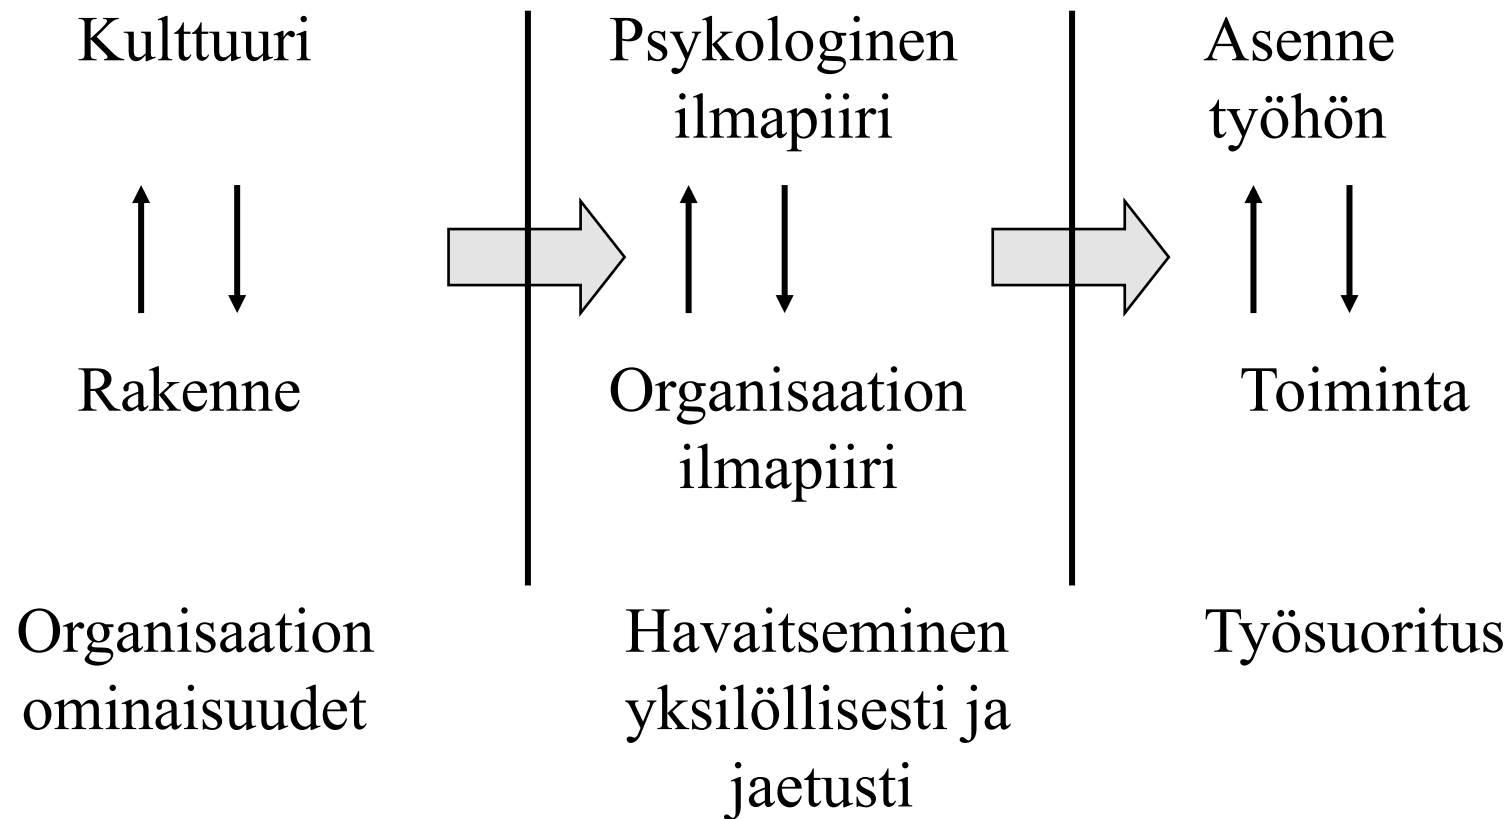 Kulttuuri
Psykologinen
ilmapiiri
Asenne
työhön
Rakenne
Organisaation
ilmapiiri
Toiminta
Organisaation
ominaisuudet
Havaitseminen
yksilöllisesti ja
jaetusti
Työsuoritus